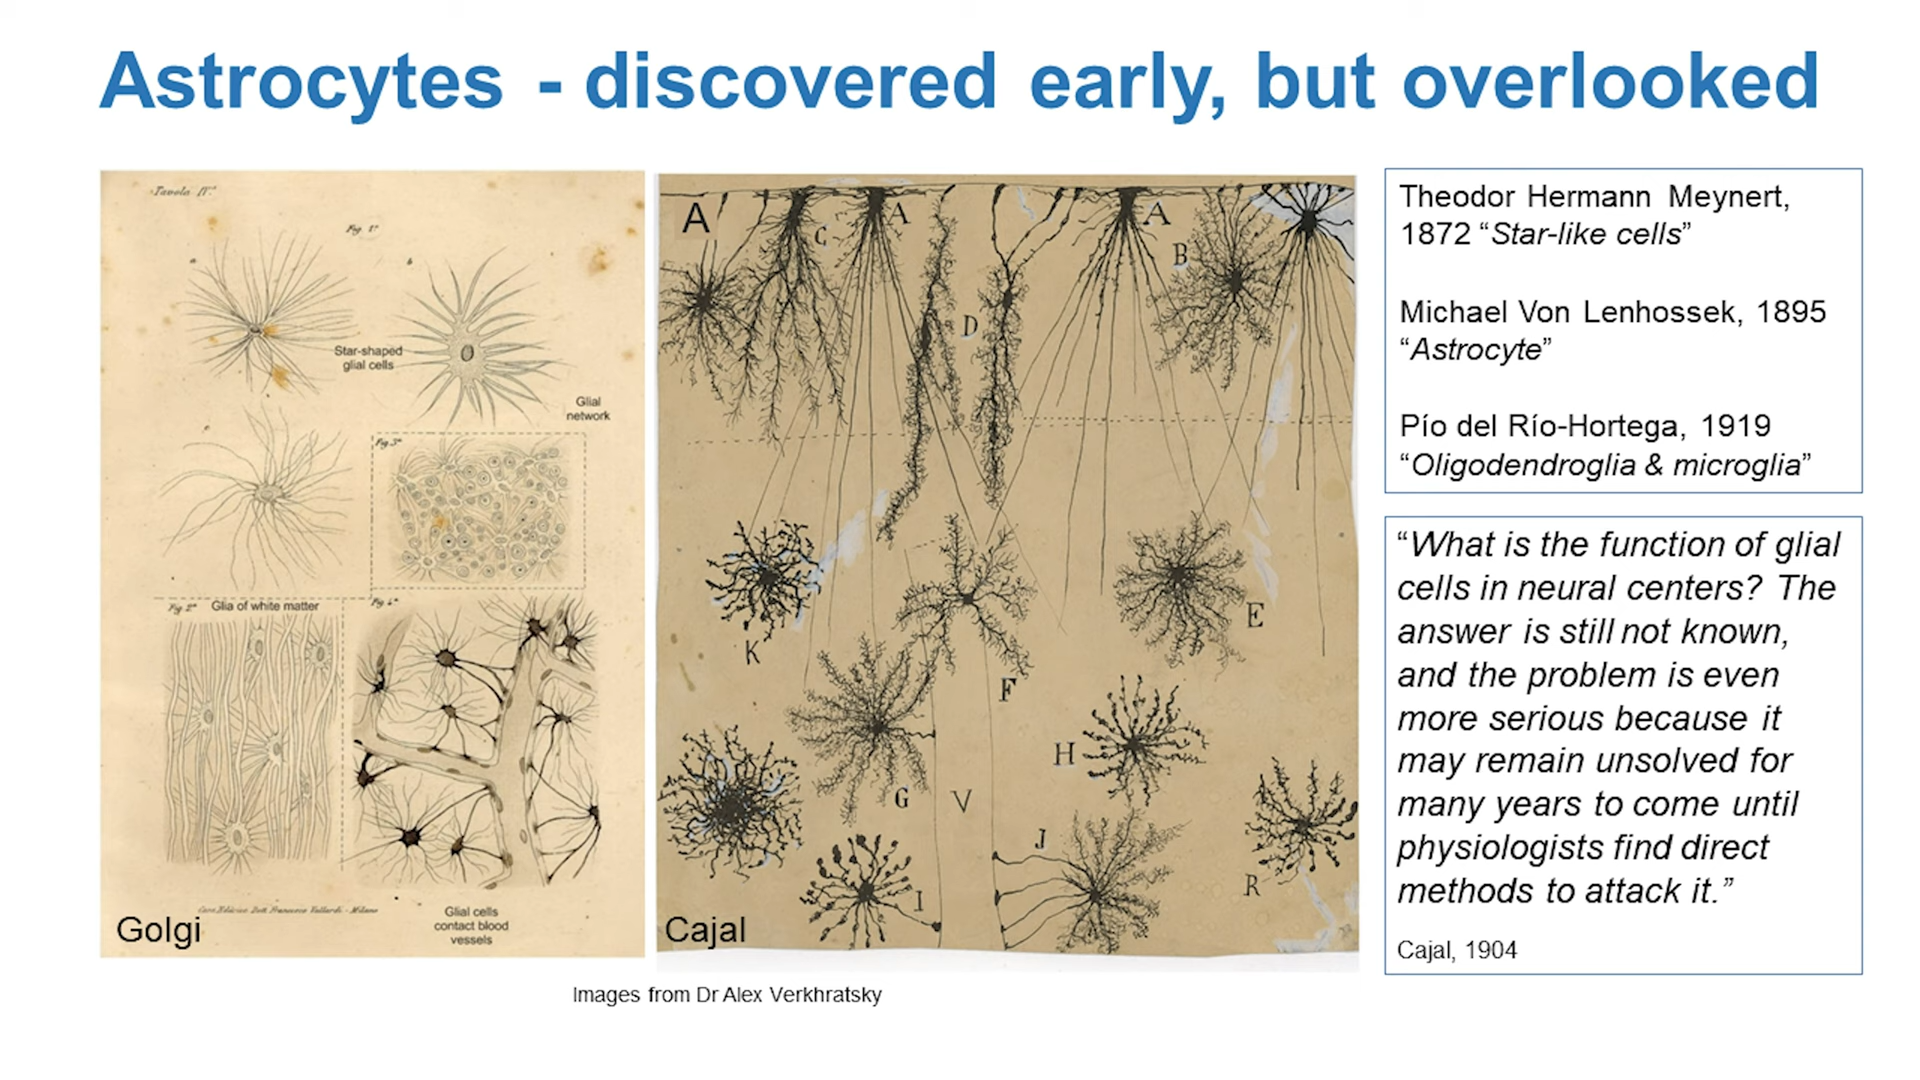 Astrocytes - discovered early, but overlooked
Tavola IV.
Fig. 1ª
a
b
Star-shaped
glial cells
Glial
network
c
Fig. 3ª
Fig. 2ª
Glia of white matter
Fig. 4ª
Glial cells
contact blood
vessels
Golgi
A
C
A
A
B
D
K
F
E
G
V
H
J
I
R
Cajal
Images from Dr Alex Verkhratsky
Theodor Hermann Meynert,
1872 “Star-like cells”
Michael Von Lenhossek, 1895
“Astrocyte”
Pío del Río-Hortega, 1919
“Oligodendroglia & microglia”
“What is the function of glial
cells in neural centers? The
answer is still not known,
and the problem is even
more serious because it
may remain unsolved for
many years to come until
physiologists find direct
methods to attack it.”
Cajal, 1904